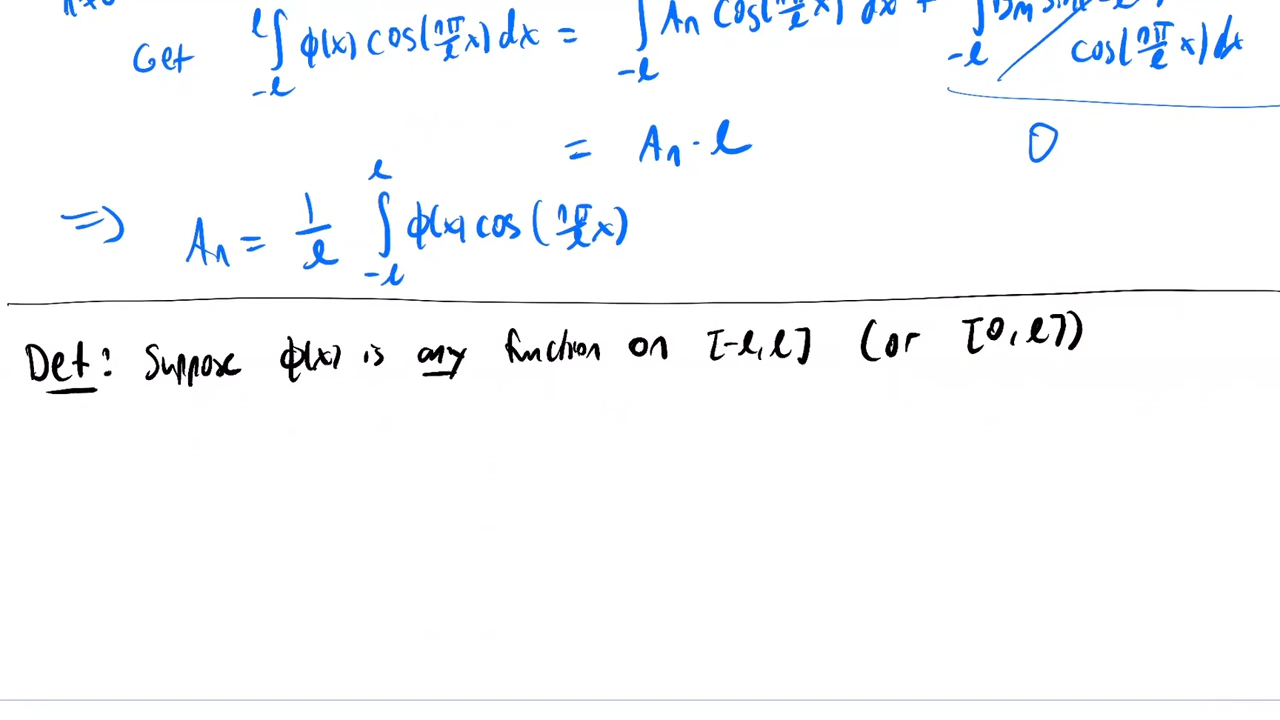 n≠0
Get ∫_{-l}^{l} ϕ(x) cos(nπ/l x) dx = ∫_{-l} An cos(nπ/l x) dx + ∫_{-l} Bm sin
cos(nπ/l x) dx
= An · l 0
⇒ An = 1/l ∫_{-l}^{l} ϕ(x) cos(nπ/l x)
Def: Suppose ϕ(x) is any function on [-l, l] (or [0, l])